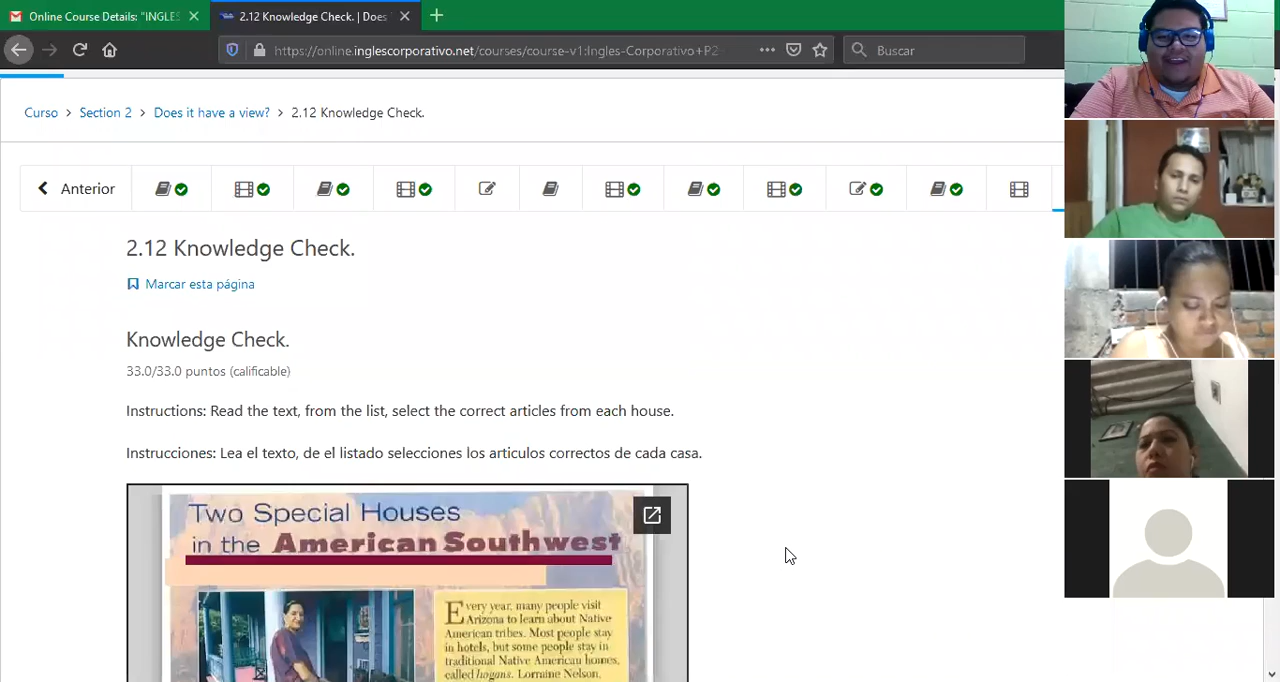 Online Course Details: "INGLES
2.12 Knowledge Check. | Does
https://online.inglescorporativo.net/courses/course-v1:Ingles-Corporativo+P2-
Buscar
Curso > Section 2 > Does it have a view? > 2.12 Knowledge Check.
Anterior
2.12 Knowledge Check.
Marcar esta página
Knowledge Check.
33.0/33.0 puntos (calificable)
Instructions: Read the text, from the list, select the correct articles from each house.
Instrucciones: Lea el texto, de el listado selecciones los articulos correctos de cada casa.
Two Special Houses
in the American Southwest
Every year, many people visit
Arizona to learn about Native
American tribes. Most people stay
in hotels, but some people stay in
traditional Native American homes,
called hogans. Lorraine Nelson,